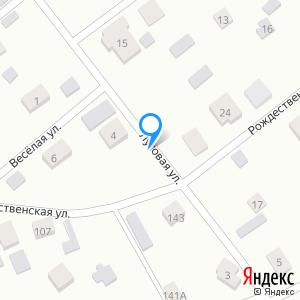 13
16
15
1
24
4
Весёлая ул.
6
Луговая ул.
Рождествен
ственская ул.
107
143
17
5
3
141А
Яндекс